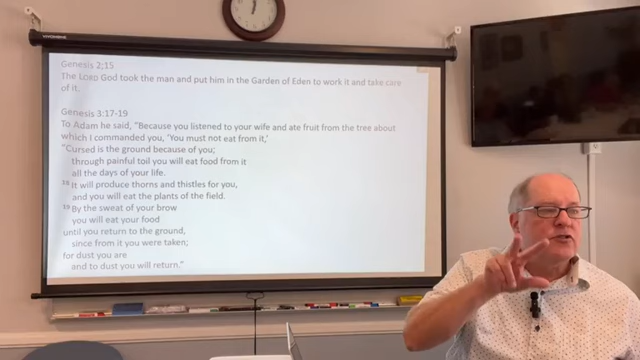 Genesis 2;15
The LORD God took the man and put him in the Garden of Eden to work it and take care
of it.
Genesis 3:17-19
To Adam he said, “Because you listened to your wife and ate fruit from the tree about
which I commanded you, ‘You must not eat from it,’
“Cursed is the ground because of you;
through painful toil you will eat food from it
all the days of your life.
18 It will produce thorns and thistles for you,
and you will eat the plants of the field.
19 By the sweat of your brow
you will eat your food
until you return to the ground,
since from it you were taken;
for dust you are
and to dust you will return.”